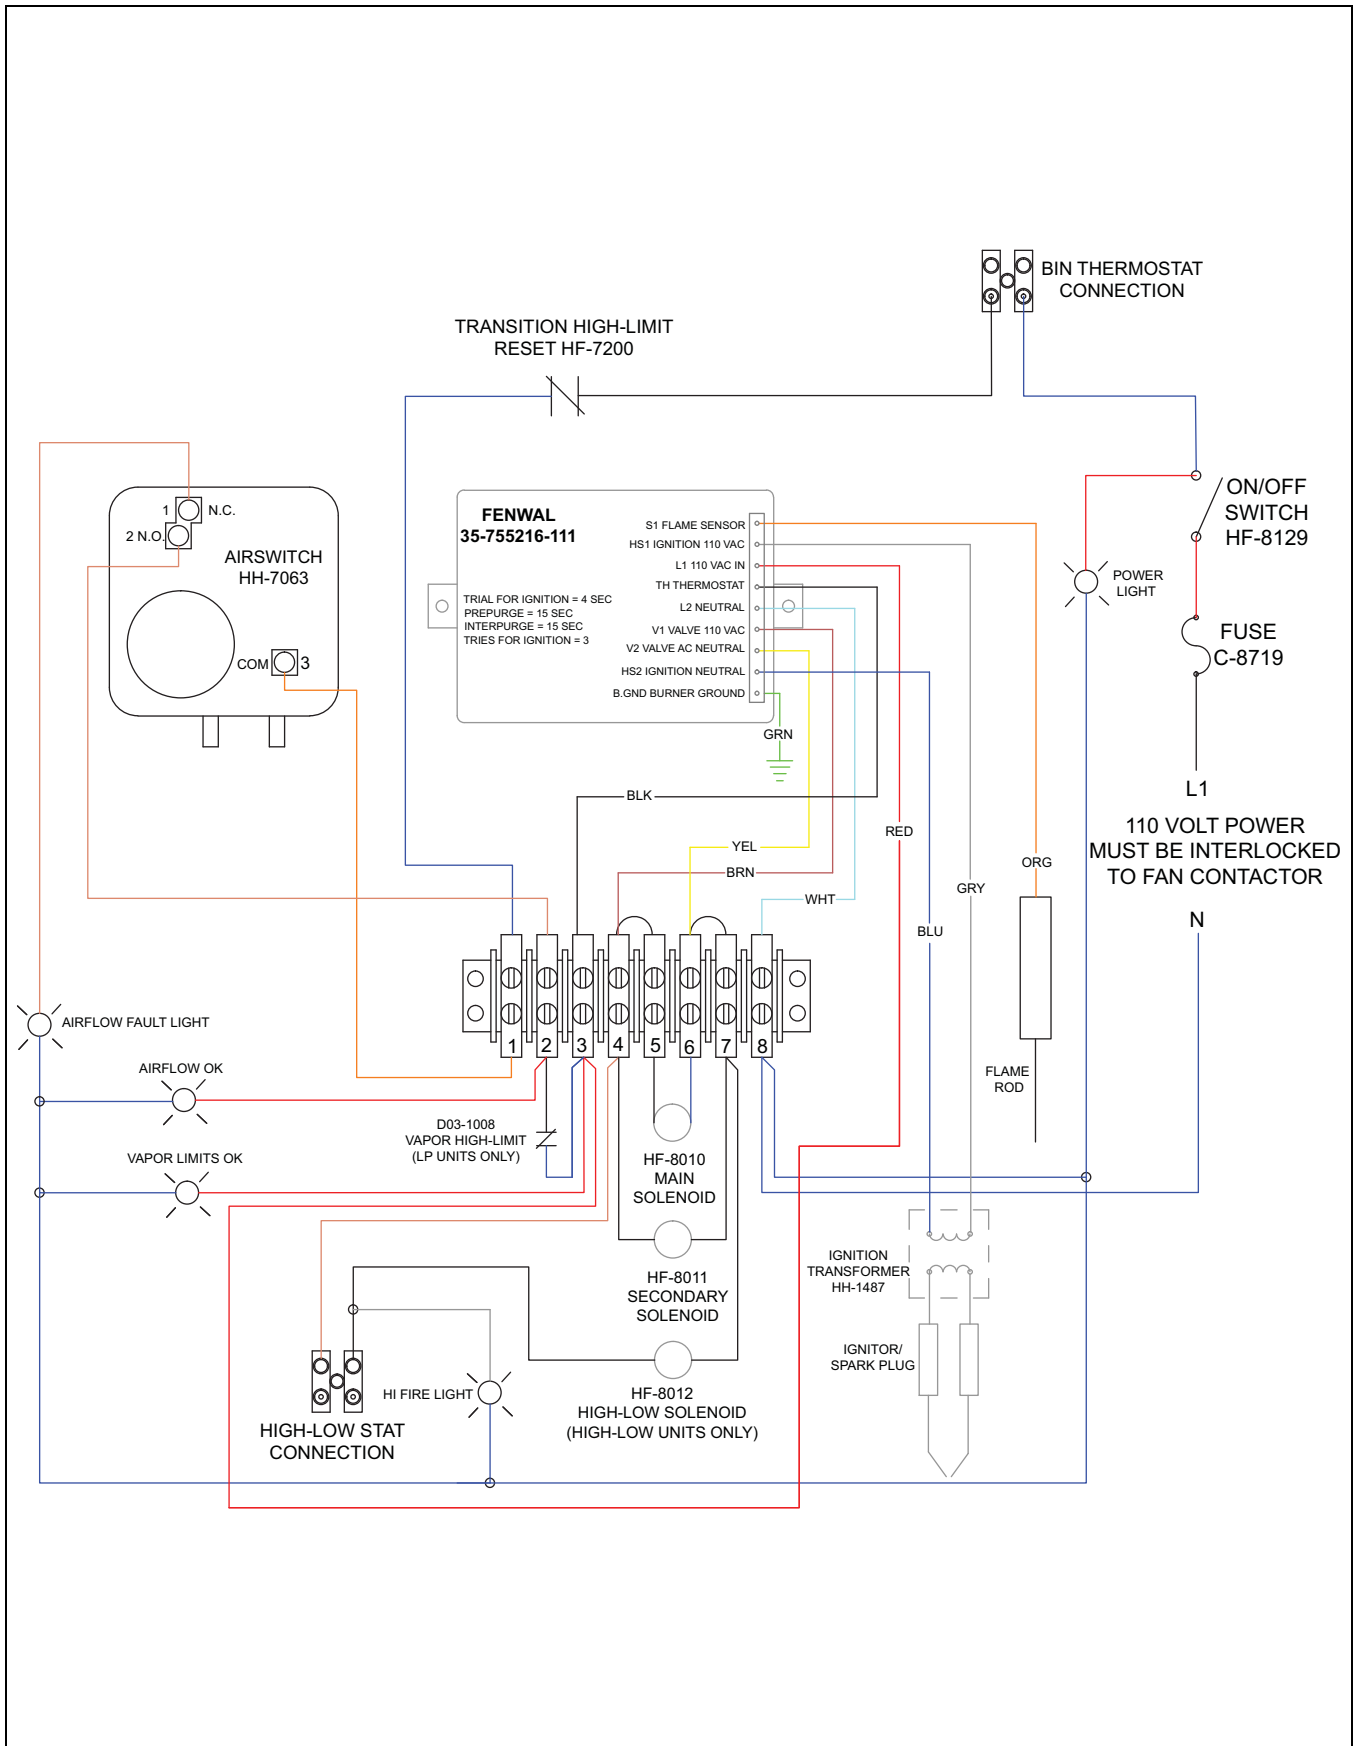 BIN THERMOSTAT
CONNECTION
TRANSITION HIGH-LIMIT
RESET HF-7200
ON/OFF
SWITCH
HF-8129
POWER
LIGHT
FUSE
C-8719
L1
110 VOLT POWER
MUST BE INTERLOCKED
TO FAN CONTACTOR
N
1
N.C.
2 N.O.
AIRSWITCH
HH-7063
COM
3
FENWAL
35-755216-111
TRIAL FOR IGNITION = 4 SEC
PREPURGE = 15 SEC
INTERPURGE = 15 SEC
TRIES FOR IGNITION = 3
S1 FLAME SENSOR
HS1 IGNITION 110 VAC
L1 110 VAC IN
TH THERMOSTAT
L2 NEUTRAL
V1 VALVE 110 VAC
V2 VALVE AC NEUTRAL
HS2 IGNITION NEUTRAL
B.GND BURNER GROUND
GRN
BLK
YEL
BRN
WHT
RED
BLU
GRY
ORG
FLAME
ROD
1
2
3
4
5
6
7
8
AIRFLOW FAULT LIGHT
AIRFLOW OK
VAPOR LIMITS OK
D03-1008
VAPOR HIGH-LIMIT
(LP UNITS ONLY)
HF-8010
MAIN
SOLENOID
HF-8011
SECONDARY
SOLENOID
HF-8012
HIGH-LOW SOLENOID
(HIGH-LOW UNITS ONLY)
HI FIRE LIGHT
HIGH-LOW STAT
CONNECTION
IGNITION
TRANSFORMER
HH-1487
IGNITOR/
SPARK PLUG